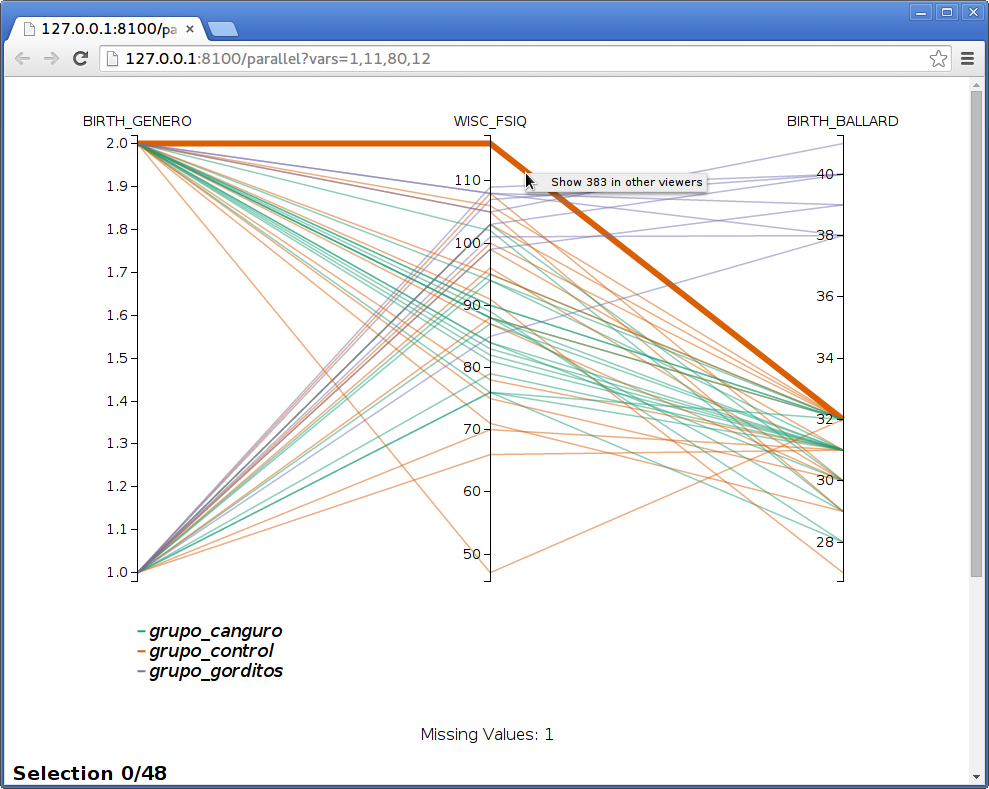 127.0.0.1:8100/pa
127.0.0.1:8100/parallel?vars=1,11,80,12
BIRTH_GENERO WISC_FSIQ BIRTH_BALLARD
2.0
1.9
1.8
1.7
1.6
1.5
1.4
1.3
1.2
1.1
1.0
110
100
90
80
70
60
50
40
38
36
34
32
30
28
Show 383 in other viewers
grupo_canguro
grupo_control
grupo_gorditos
Missing Values: 1
Selection 0/48